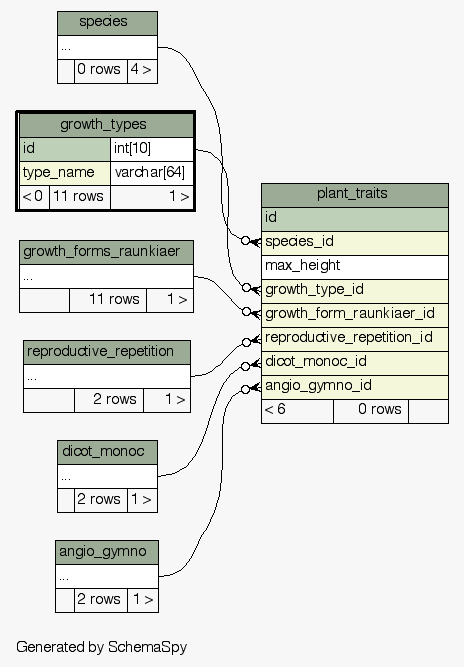 species
...
0 rows 4 >
growth_types
id int[10]
type_name varchar[64]
< 0 11 rows 1 >
growth_forms_raunkiaer
...
11 rows 1 >
reproductive_repetition
...
2 rows 1 >
dicot_monoc
...
2 rows 1 >
angio_gymno
...
2 rows 1 >
plant_traits
id
species_id
max_height
growth_type_id
growth_form_raunkiaer_id
reproductive_repetition_id
dicot_monoc_id
angio_gymno_id
< 6 0 rows
Generated by SchemaSpy